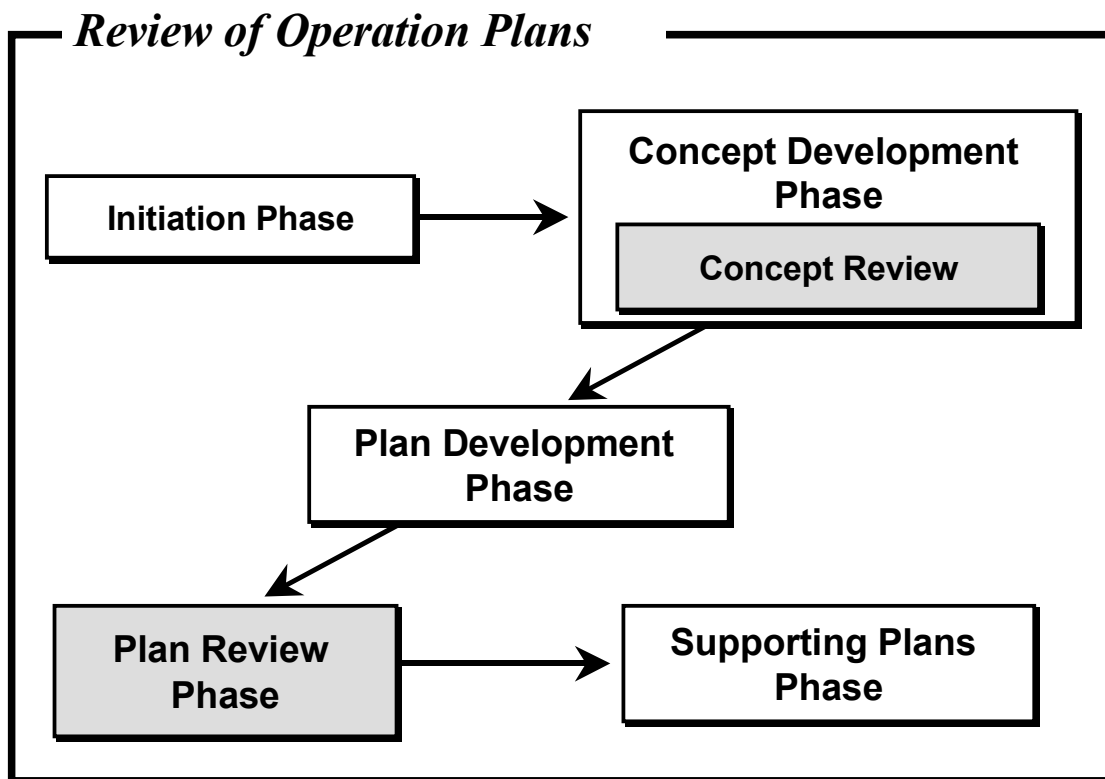 Review of Operation Plans
Initiation Phase
Concept Development
Phase
Concept Review
Plan Development
Phase
Plan Review
Phase
Supporting Plans
Phase